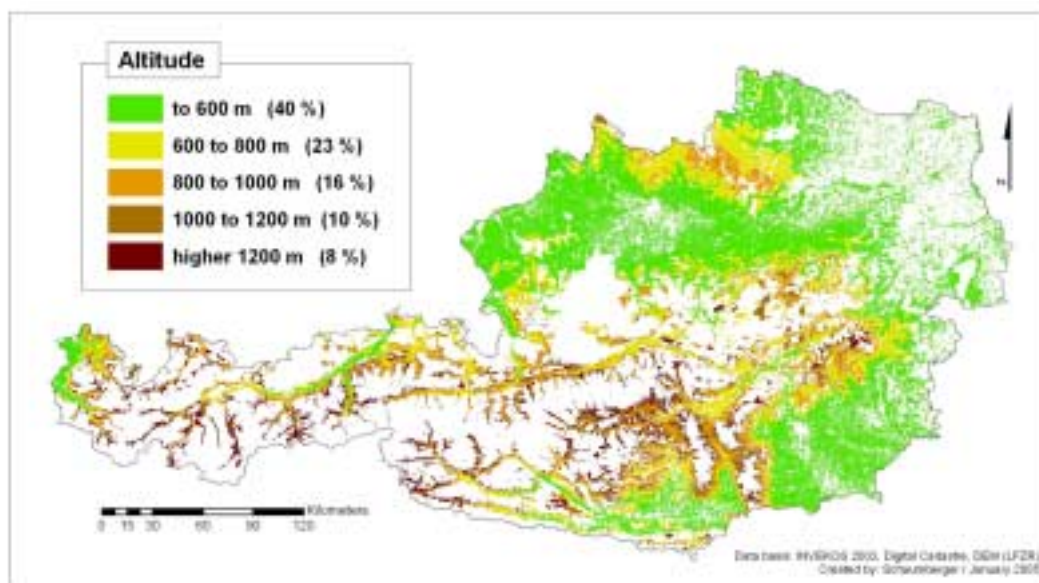 Altitude
to 600 m (40 %)
600 to 800 m (23 %)
800 to 1000 m (16 %)
1000 to 1200 m (10 %)
higher 1200 m (8 %)
Kilometers
0 15 30 60 90 120
Data basis: INVEKOS 2003, Digital Cadastre, DEM (LFZR)
Created by: Schaumberger / January 2005